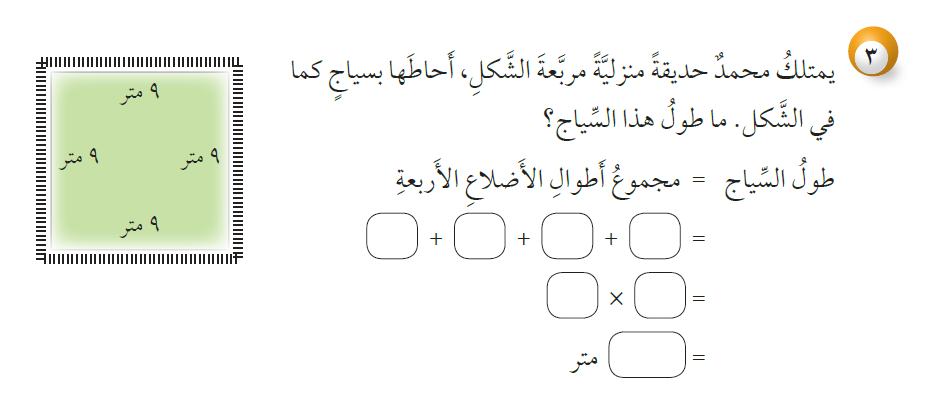 ٣
يمتلكُ محمدٌ حديقةً منزليَّةً مربَّعةَ الشَّكلِ، أَحاطَها بسياجٍ كما
في الشَّكل. ما طولُ هذا السِّياج؟
طولُ السِّياج = مجموعُ أَطوالِ الأَضلاعِ الأَربعةِ
= + + +
= ×
= متر
٩ متر
٩ متر ٩ متر
٩ متر